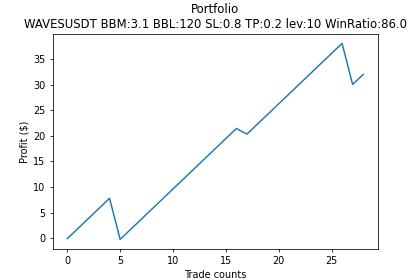 Portfolio
WAVESUSDT BBM:3.1 BBL:120 SL:0.8 TP:0.2 lev:10 WinRatio:86.0
35
30
25
20
15
10
5
0
Profit ($)
0 5 10 15 20 25
Trade counts